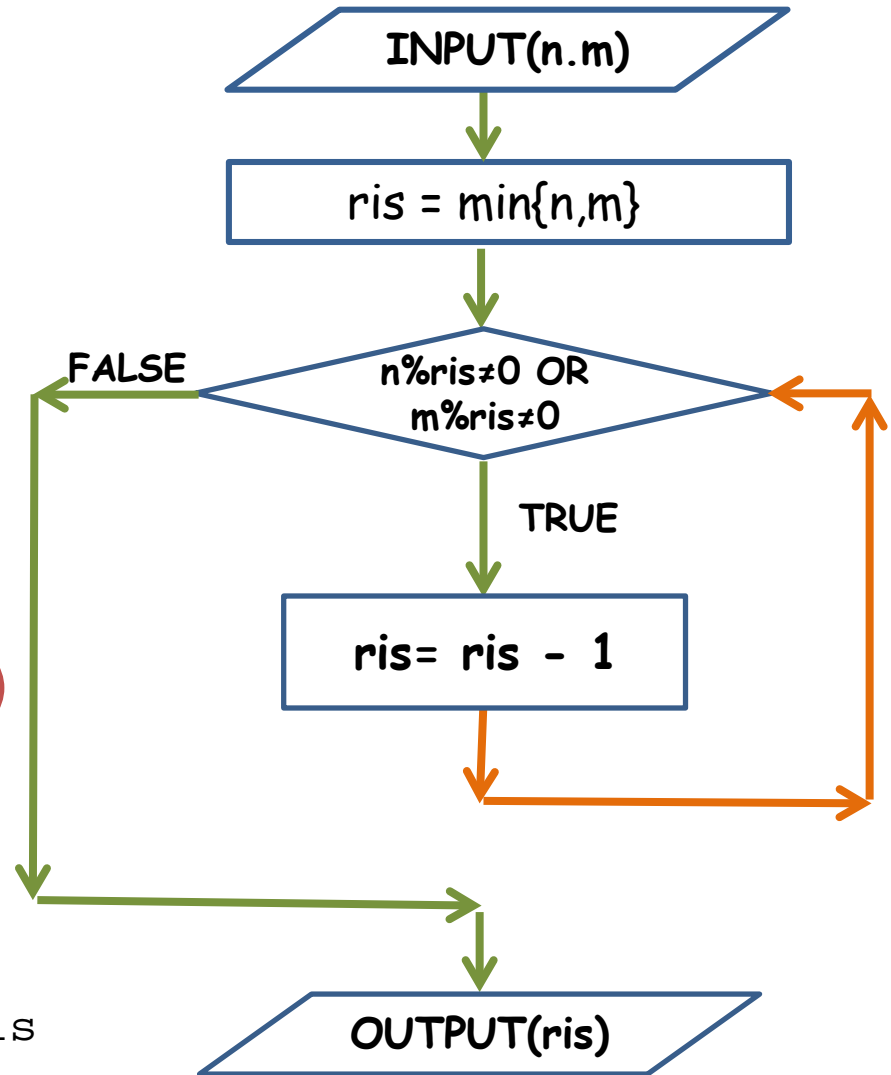 INPUT(n.m)
ris = min{n,m}
FALSE
n%ris≠0 OR
m%ris≠0
TRUE
ris= ris - 1
OUTPUT(ris)